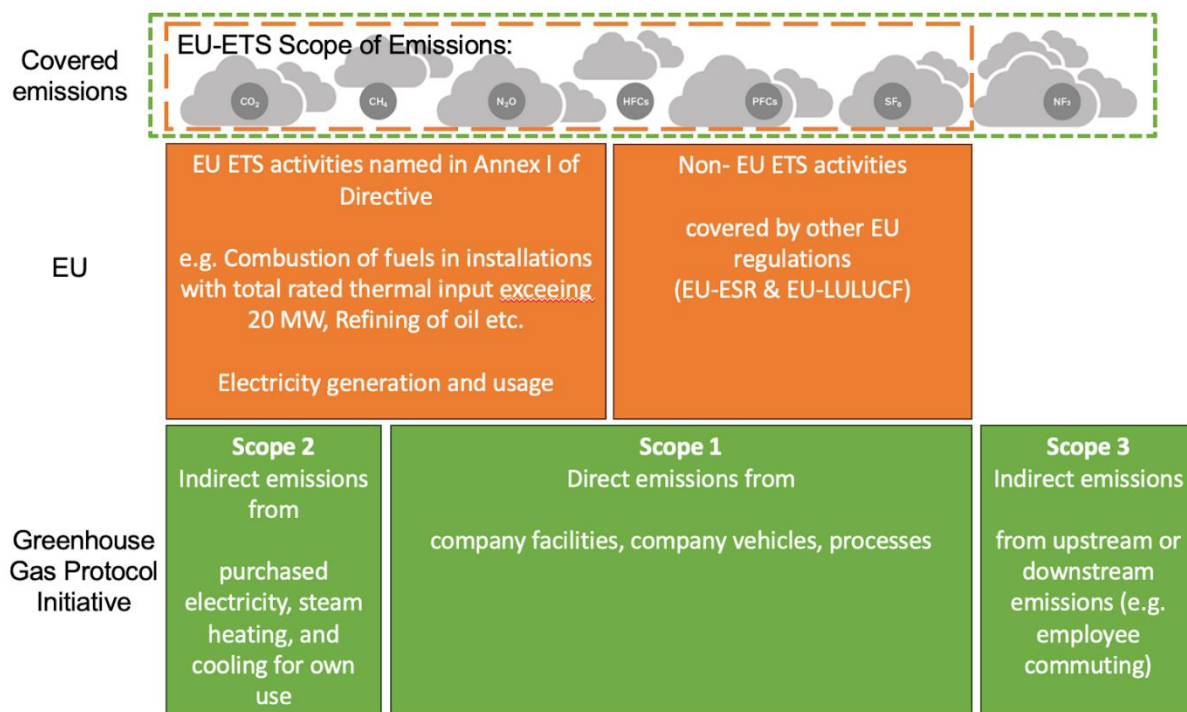 Covered
emissions
EU-ETS Scope of Emissions:
CO₂
CH₄
N₂O
HFCs
PFCs
SF₆
NF₃
EU
EU ETS activities named in Annex I of
Directive
e.g. Combustion of fuels in installations
with total rated thermal input exceeing
20 MW, Refining of oil etc.
Electricity generation and usage
Non- EU ETS activities
covered by other EU
regulations
(EU-ESR & EU-LULUCF)
Greenhouse
Gas Protocol
Initiative
Scope 2
Indirect emissions
from
purchased
electricity, steam
heating, and
cooling for own
use
Scope 1
Direct emissions from
company facilities, company vehicles, processes
Scope 3
Indirect emissions
from upstream or
downstream
emissions (e.g.
employee
commuting)